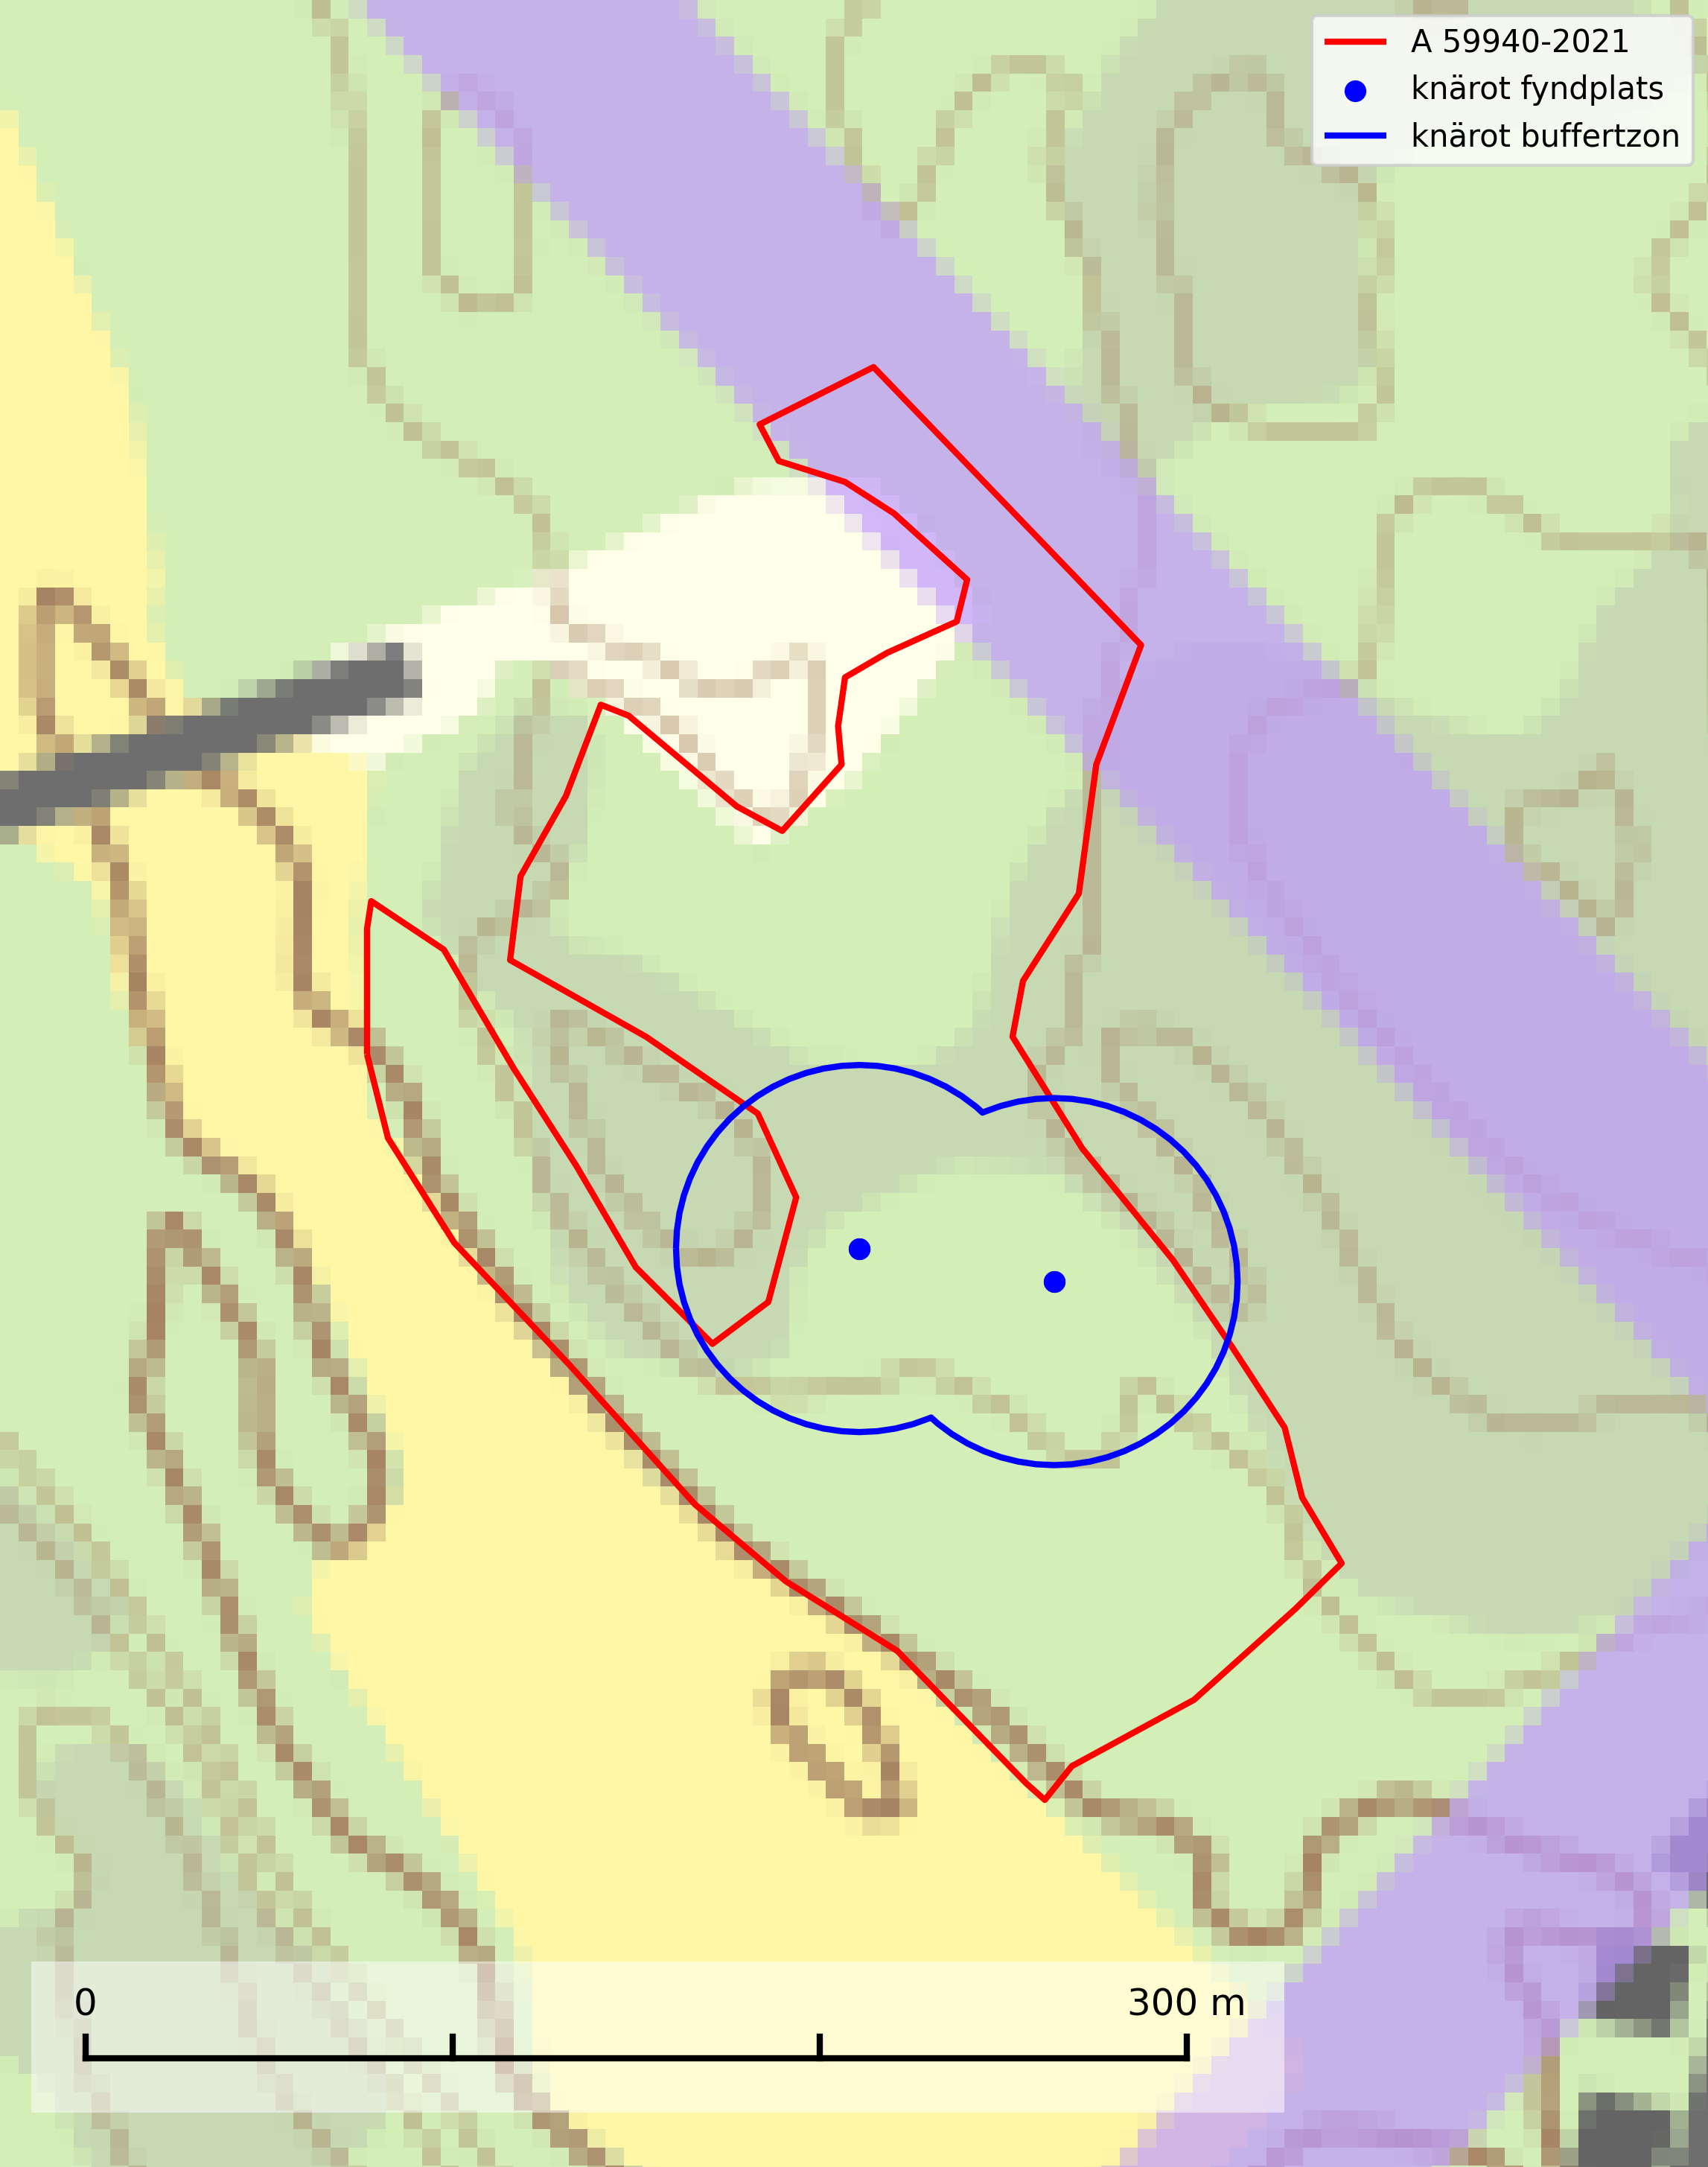 A 59940-2021
knärot fyndplats
knärot buffertzon
0
300 m